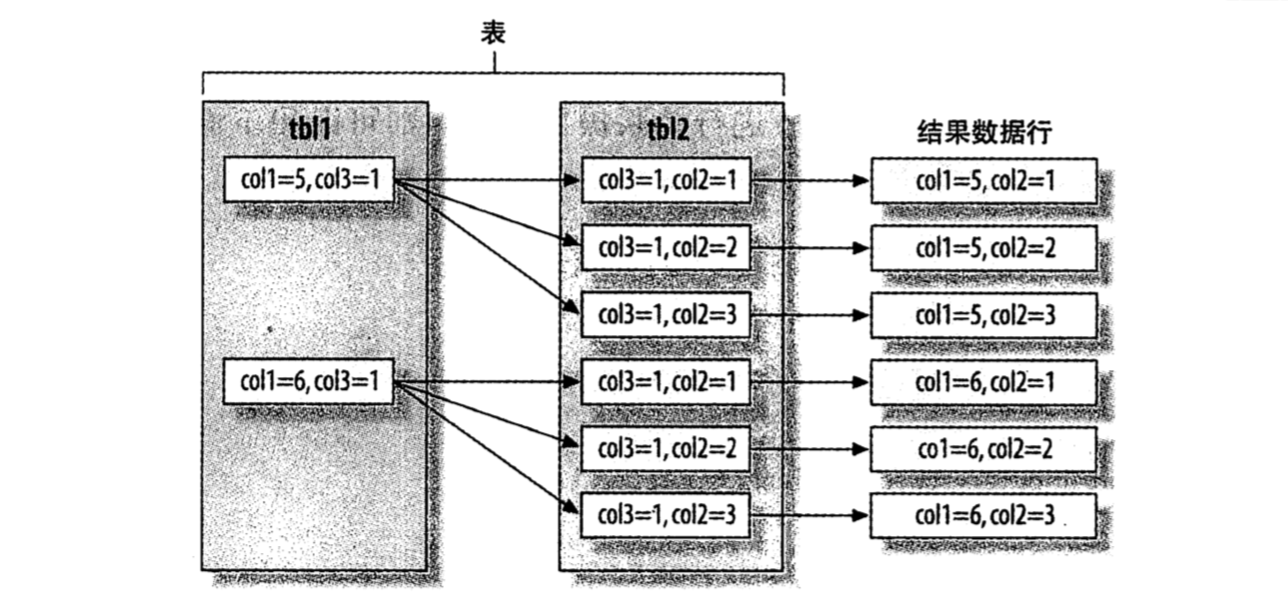 表
tbl1
tbl2
结果数据行
col1=5, col3=1
col3=1, col2=1
col1=5, col2=1
col3=1, col2=2
col1=5, col2=2
col3=1, col2=3
col1=5, col2=3
col1=6, col3=1
col3=1, col2=1
col1=6, col2=1
col3=1, col2=2
co1=6, col2=2
col3=1, col2=3
col1=6, col2=3